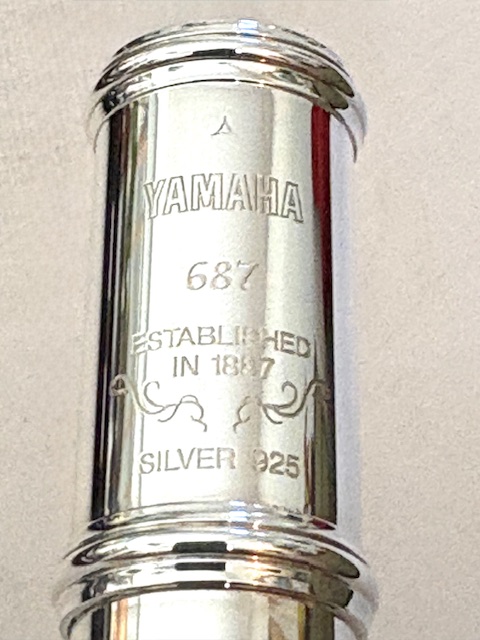 YAMAHA
687
ESTABLISHED
IN 1887
SILVER 925